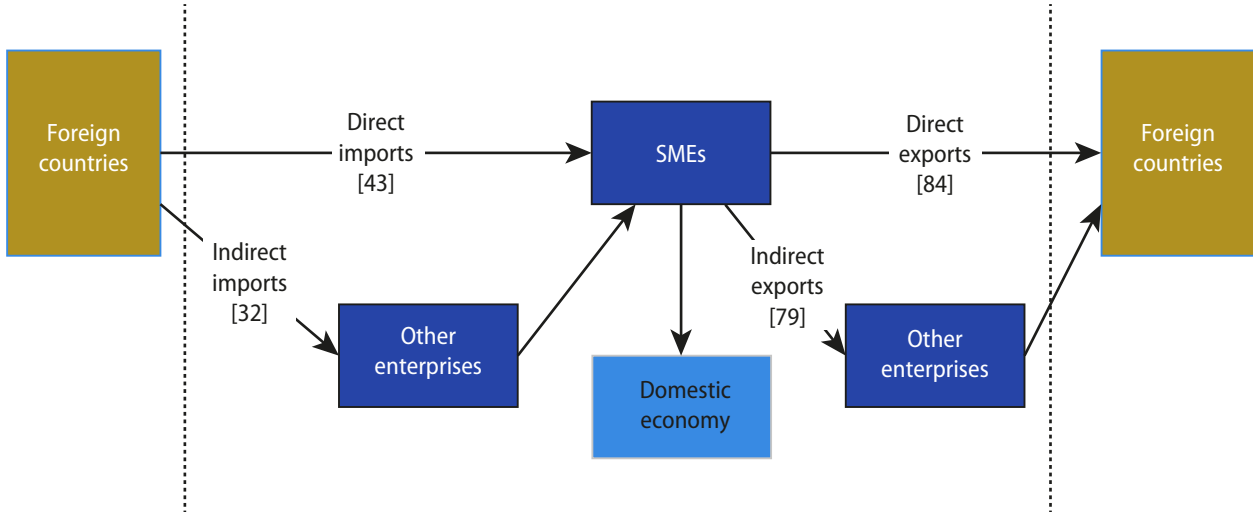 Foreign
countries
Direct
imports
[43]
SMEs
Direct
exports
[84]
Foreign
countries
Indirect
imports
[32]
Indirect
exports
[79]
Other
enterprises
Domestic
economy
Other
enterprises